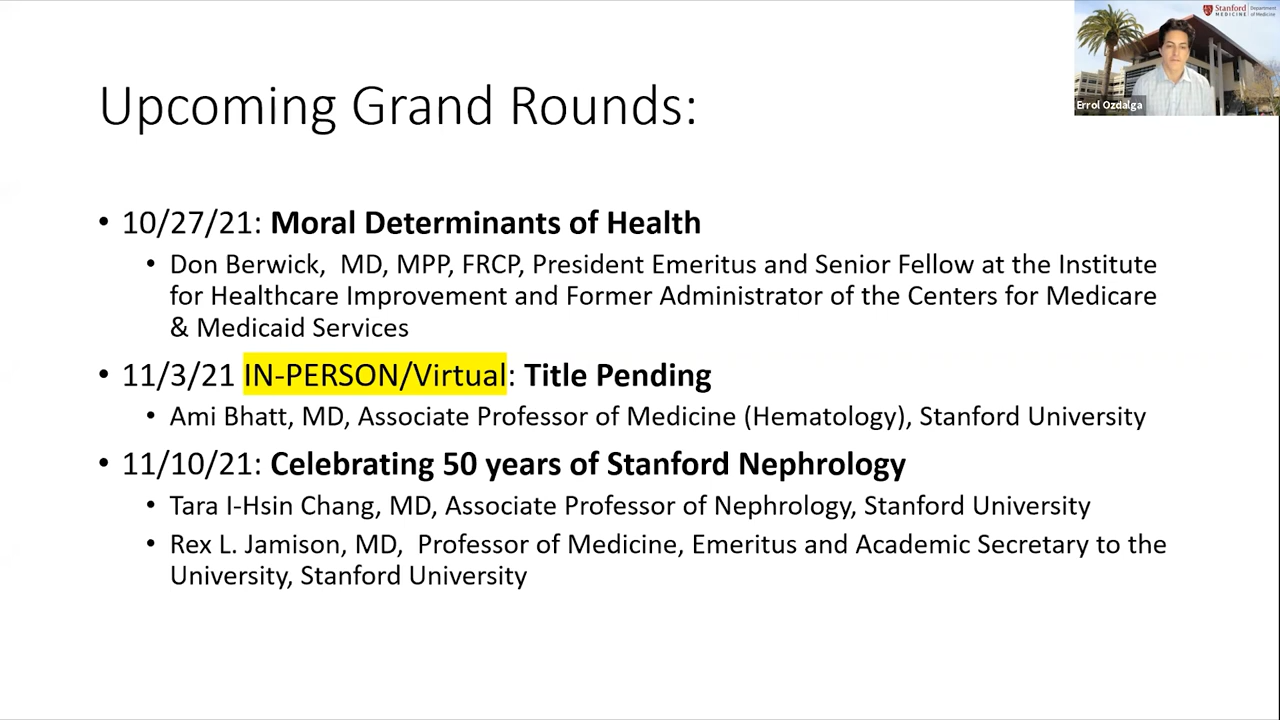 Upcoming Grand Rounds:
• 10/27/21: Moral Determinants of Health
• Don Berwick,  MD, MPP, FRCP, President Emeritus and Senior Fellow at the Institute
for Healthcare Improvement and Former Administrator of the Centers for Medicare
& Medicaid Services
• 11/3/21 IN-PERSON/Virtual: Title Pending
• Ami Bhatt, MD, Associate Professor of Medicine (Hematology), Stanford University
• 11/10/21: Celebrating 50 years of Stanford Nephrology
• Tara I-Hsin Chang, MD, Associate Professor of Nephrology, Stanford University
• Rex L. Jamison, MD,  Professor of Medicine, Emeritus and Academic Secretary to the
University, Stanford University
Stanford
MEDICINE
Department
of Medicine
Errol Ozdalga